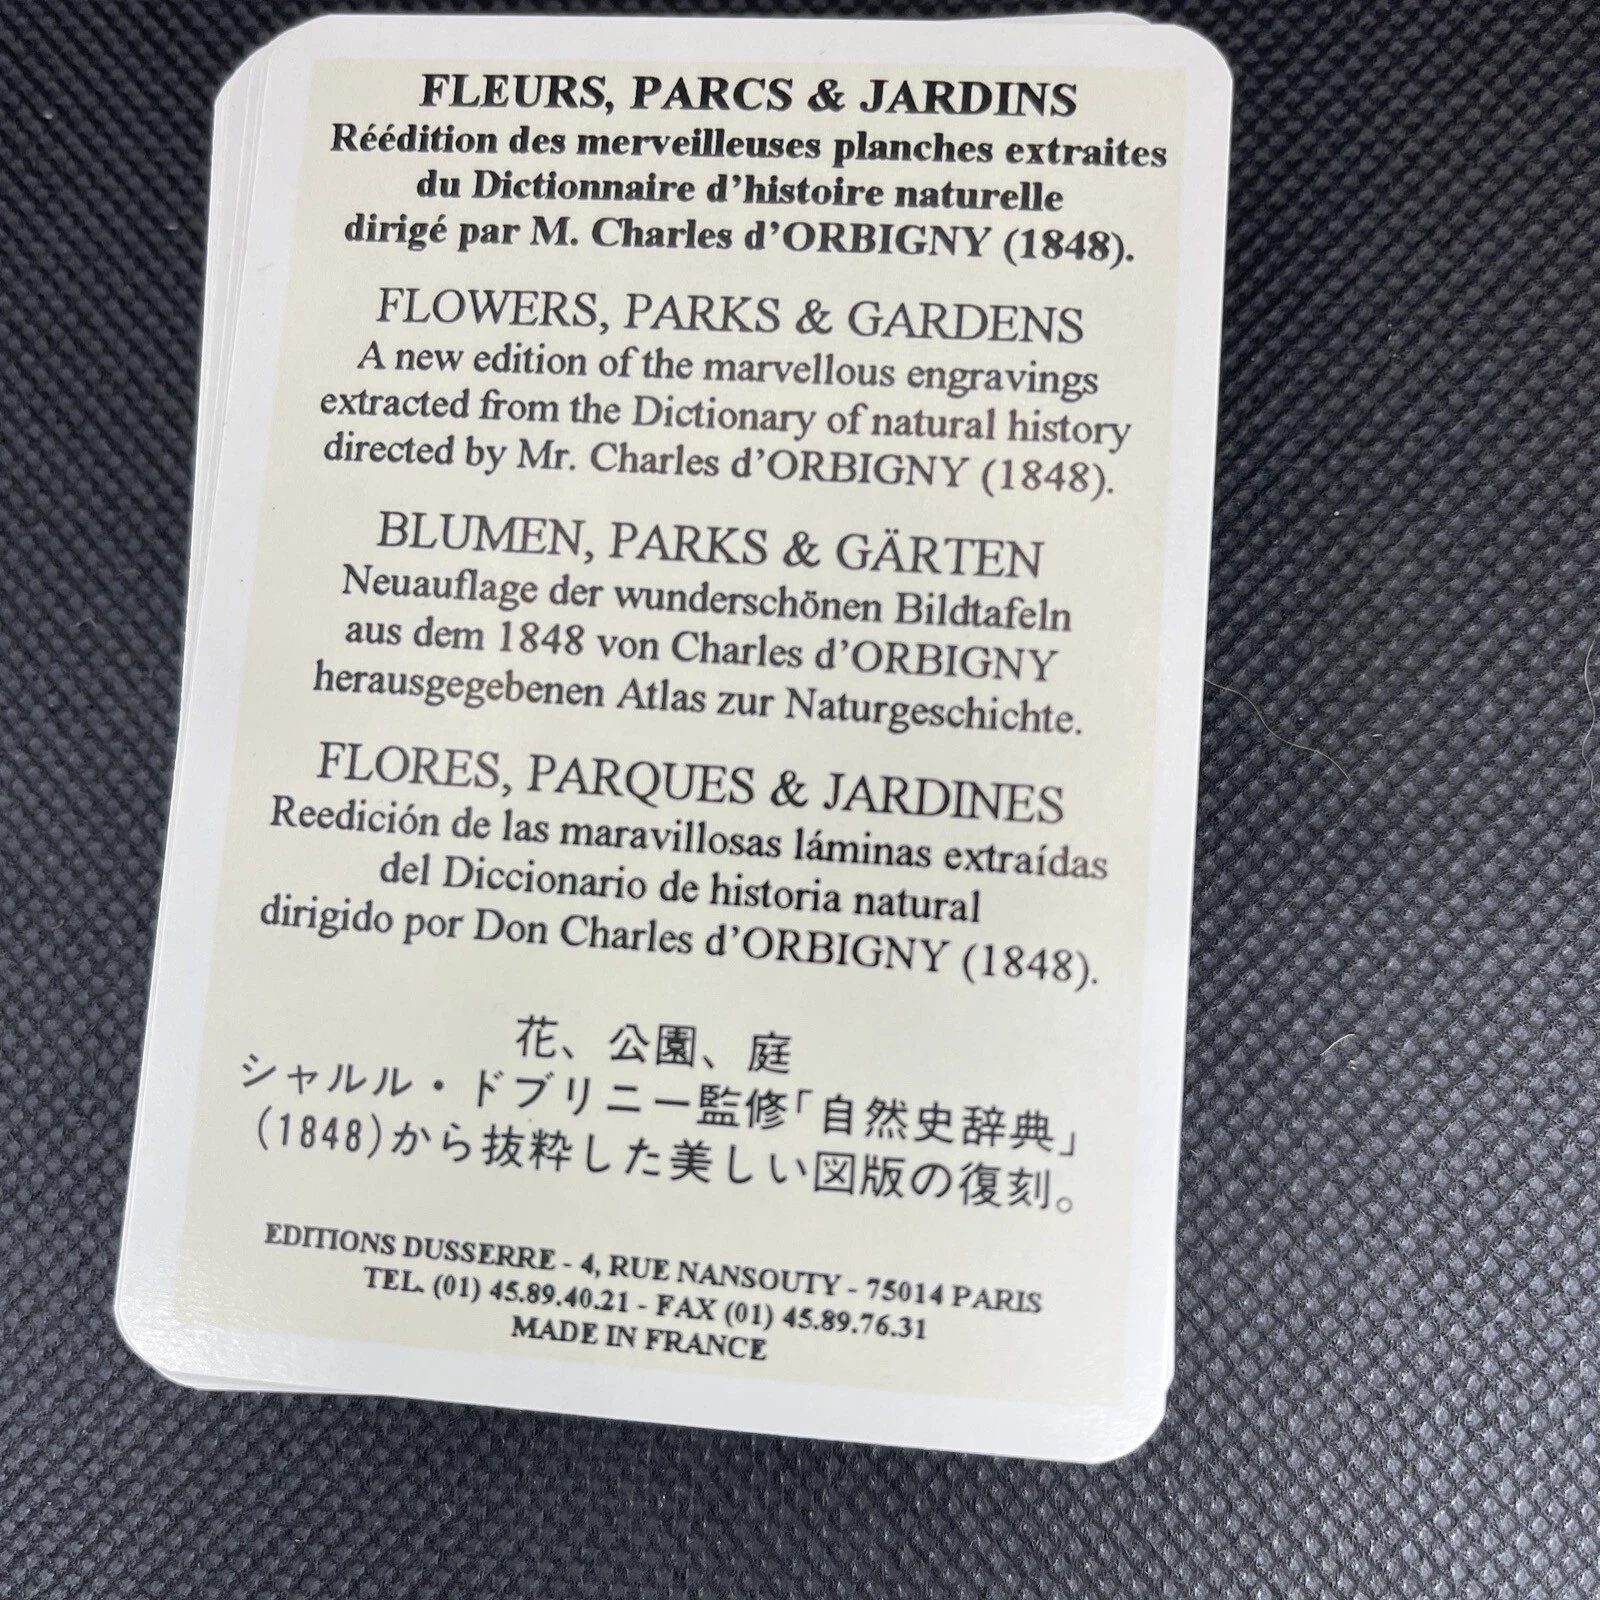 FLEURS, PARCS & JARDINS
Réédition des merveilleuses planches extraites
du Dictionnaire d'histoire naturelle
dirigé par M. Charles d'ORBIGNY (1848).
FLOWERS, PARKS & GARDENS
A new edition of the marvellous engravings
extracted from the Dictionary of natural history
directed by Mr. Charles d'ORBIGNY (1848).
BLUMEN, PARKS & GÄRTEN
Neuauflage der wunderschönen Bildtafeln
aus dem 1848 von Charles d'ORBIGNY
herausgegebenen Atlas zur Naturgeschichte.
FLORES, PARQUES & JARDINES
Reedición de las maravillosas láminas extraídas
del Diccionario de historia natural
dirigido por Don Charles d'ORBIGNY (1848).
花、公園、庭
シャルル・ドブリニー監修「自然史辞典」
(1848)から抜粋した美しい図版の復刻。
EDITIONS DUSSERRE - 4, RUE NANSOUTY - 75014 PARIS
TEL. (01) 45.89.40.21 - FAX (01) 45.89.76.31
MADE IN FRANCE